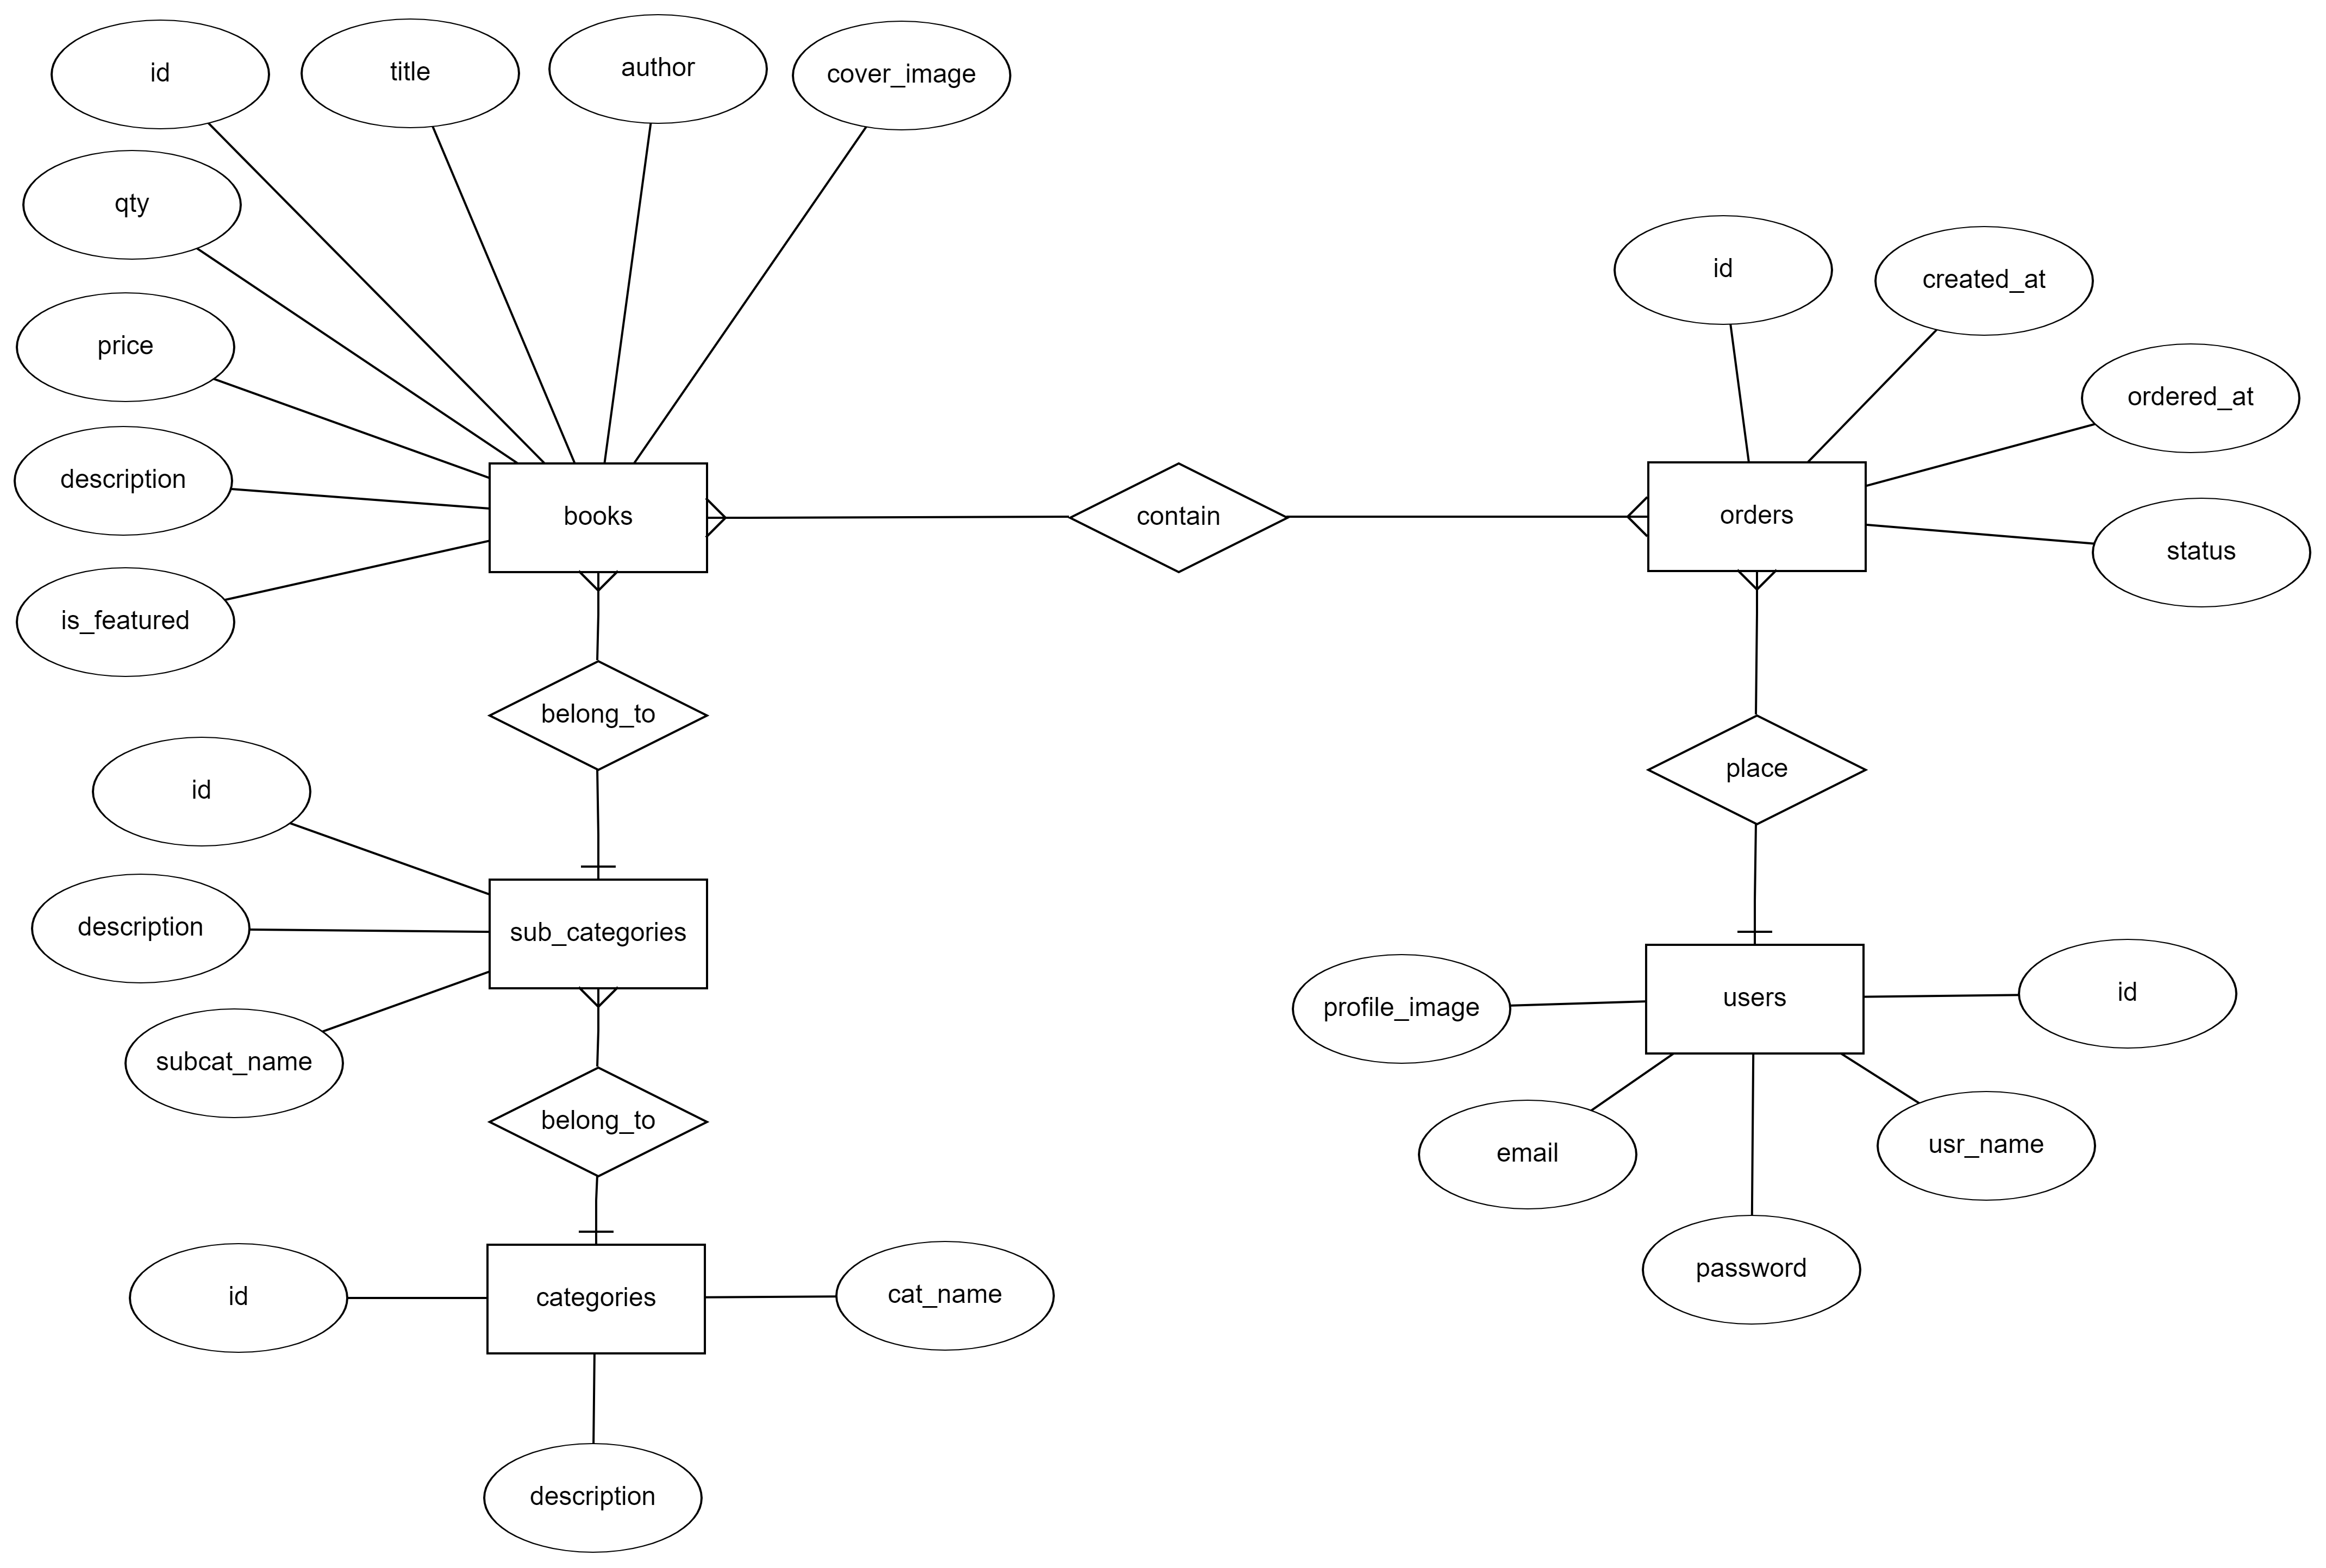 id
title
author
cover_image
qty
price
description
is_featured
books
contain
orders
id
created_at
ordered_at
status
belong_to
place
id
description
subcat_name
sub_categories
users
profile_image
id
email
usr_name
password
belong_to
id
categories
cat_name
description